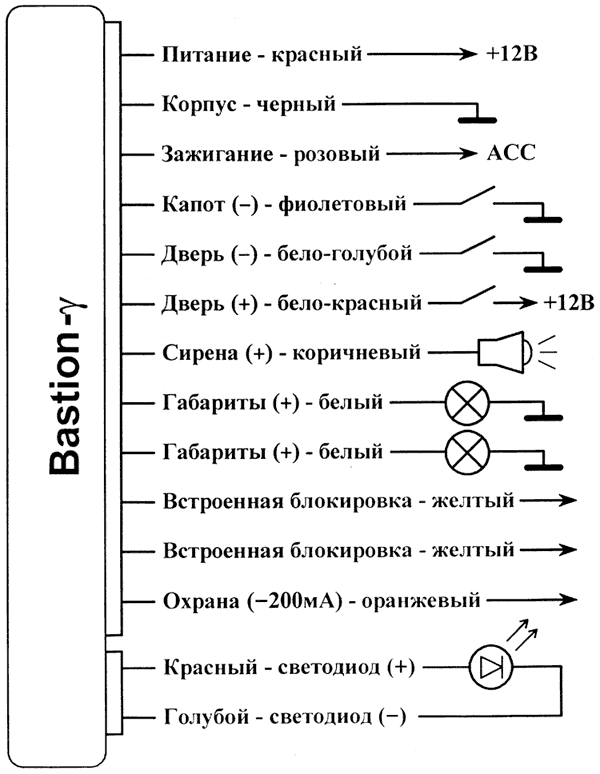 Питание - красный +12В
Корпус - черный
Зажигание - розовый АСС
Капот (−) - фиолетовый
Дверь (−) - бело-голубой
Дверь (+) - бело-красный +12В
Сирена (+) - коричневый
Габариты (+) - белый
Габариты (+) - белый
Встроенная блокировка - желтый
Встроенная блокировка - желтый
Охрана (−200мА) - оранжевый
Красный - светодиод (+)
Голубой - светодиод (−)
Bastion-γ